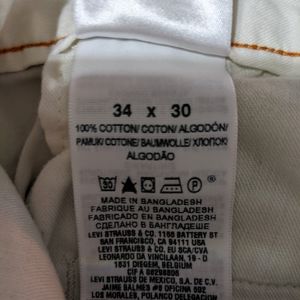 34 x 30
100% COTTON/ COTON/ ALGODÓN/
PAMUK/ COTONE/ BAUMWOLLE/ ХЛОПОК/
ALGODÃO
MADE IN BANGLADESH
FABRIQUE AU BANGLADESH
FABRICADO EN BANGLADESH
СДЕЛАНО В БАНГЛАДЕШЕ
LEVI STRAUSS & CO. 1155 BATTERY ST
SAN FRANCISCO, CA 94111 USA
LEVI STRAUSS & CO EU SCA/CVA
LEONARDO DA VINCILAAN, 19 - D
1831 DIEGEM, BELGIUM
LEVI STRAUSS DE MEXICO, S.A. DE C.V.
JAIME BALMES #8 OFICINA 602
LOS MORALES, POLANCO DELEGACION